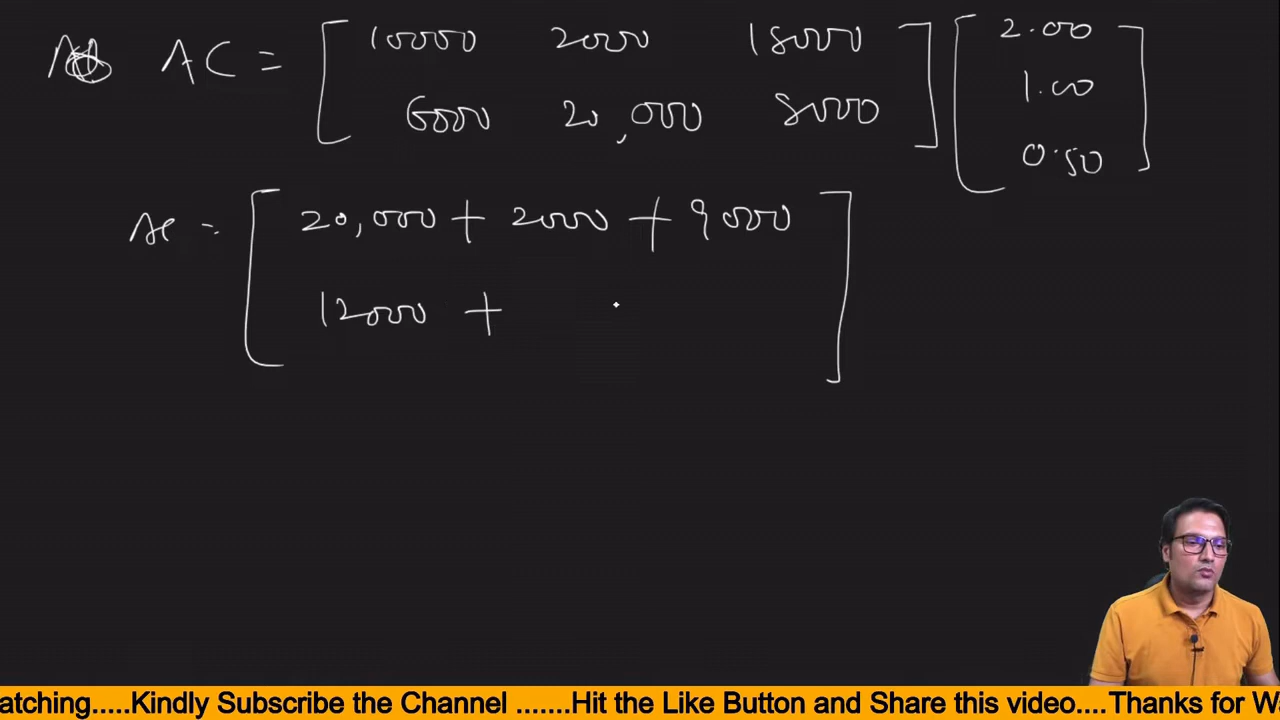 AC = [ 10000 2000 18000 ] [ 2.00
6000 20,000 8000 1.00
0.50 ]
AC = [ 20,000 + 2000 + 9000
12000 + ]
atching.....Kindly Subscribe the Channel .......Hit the Like Button and Share this video....Thanks for Wa